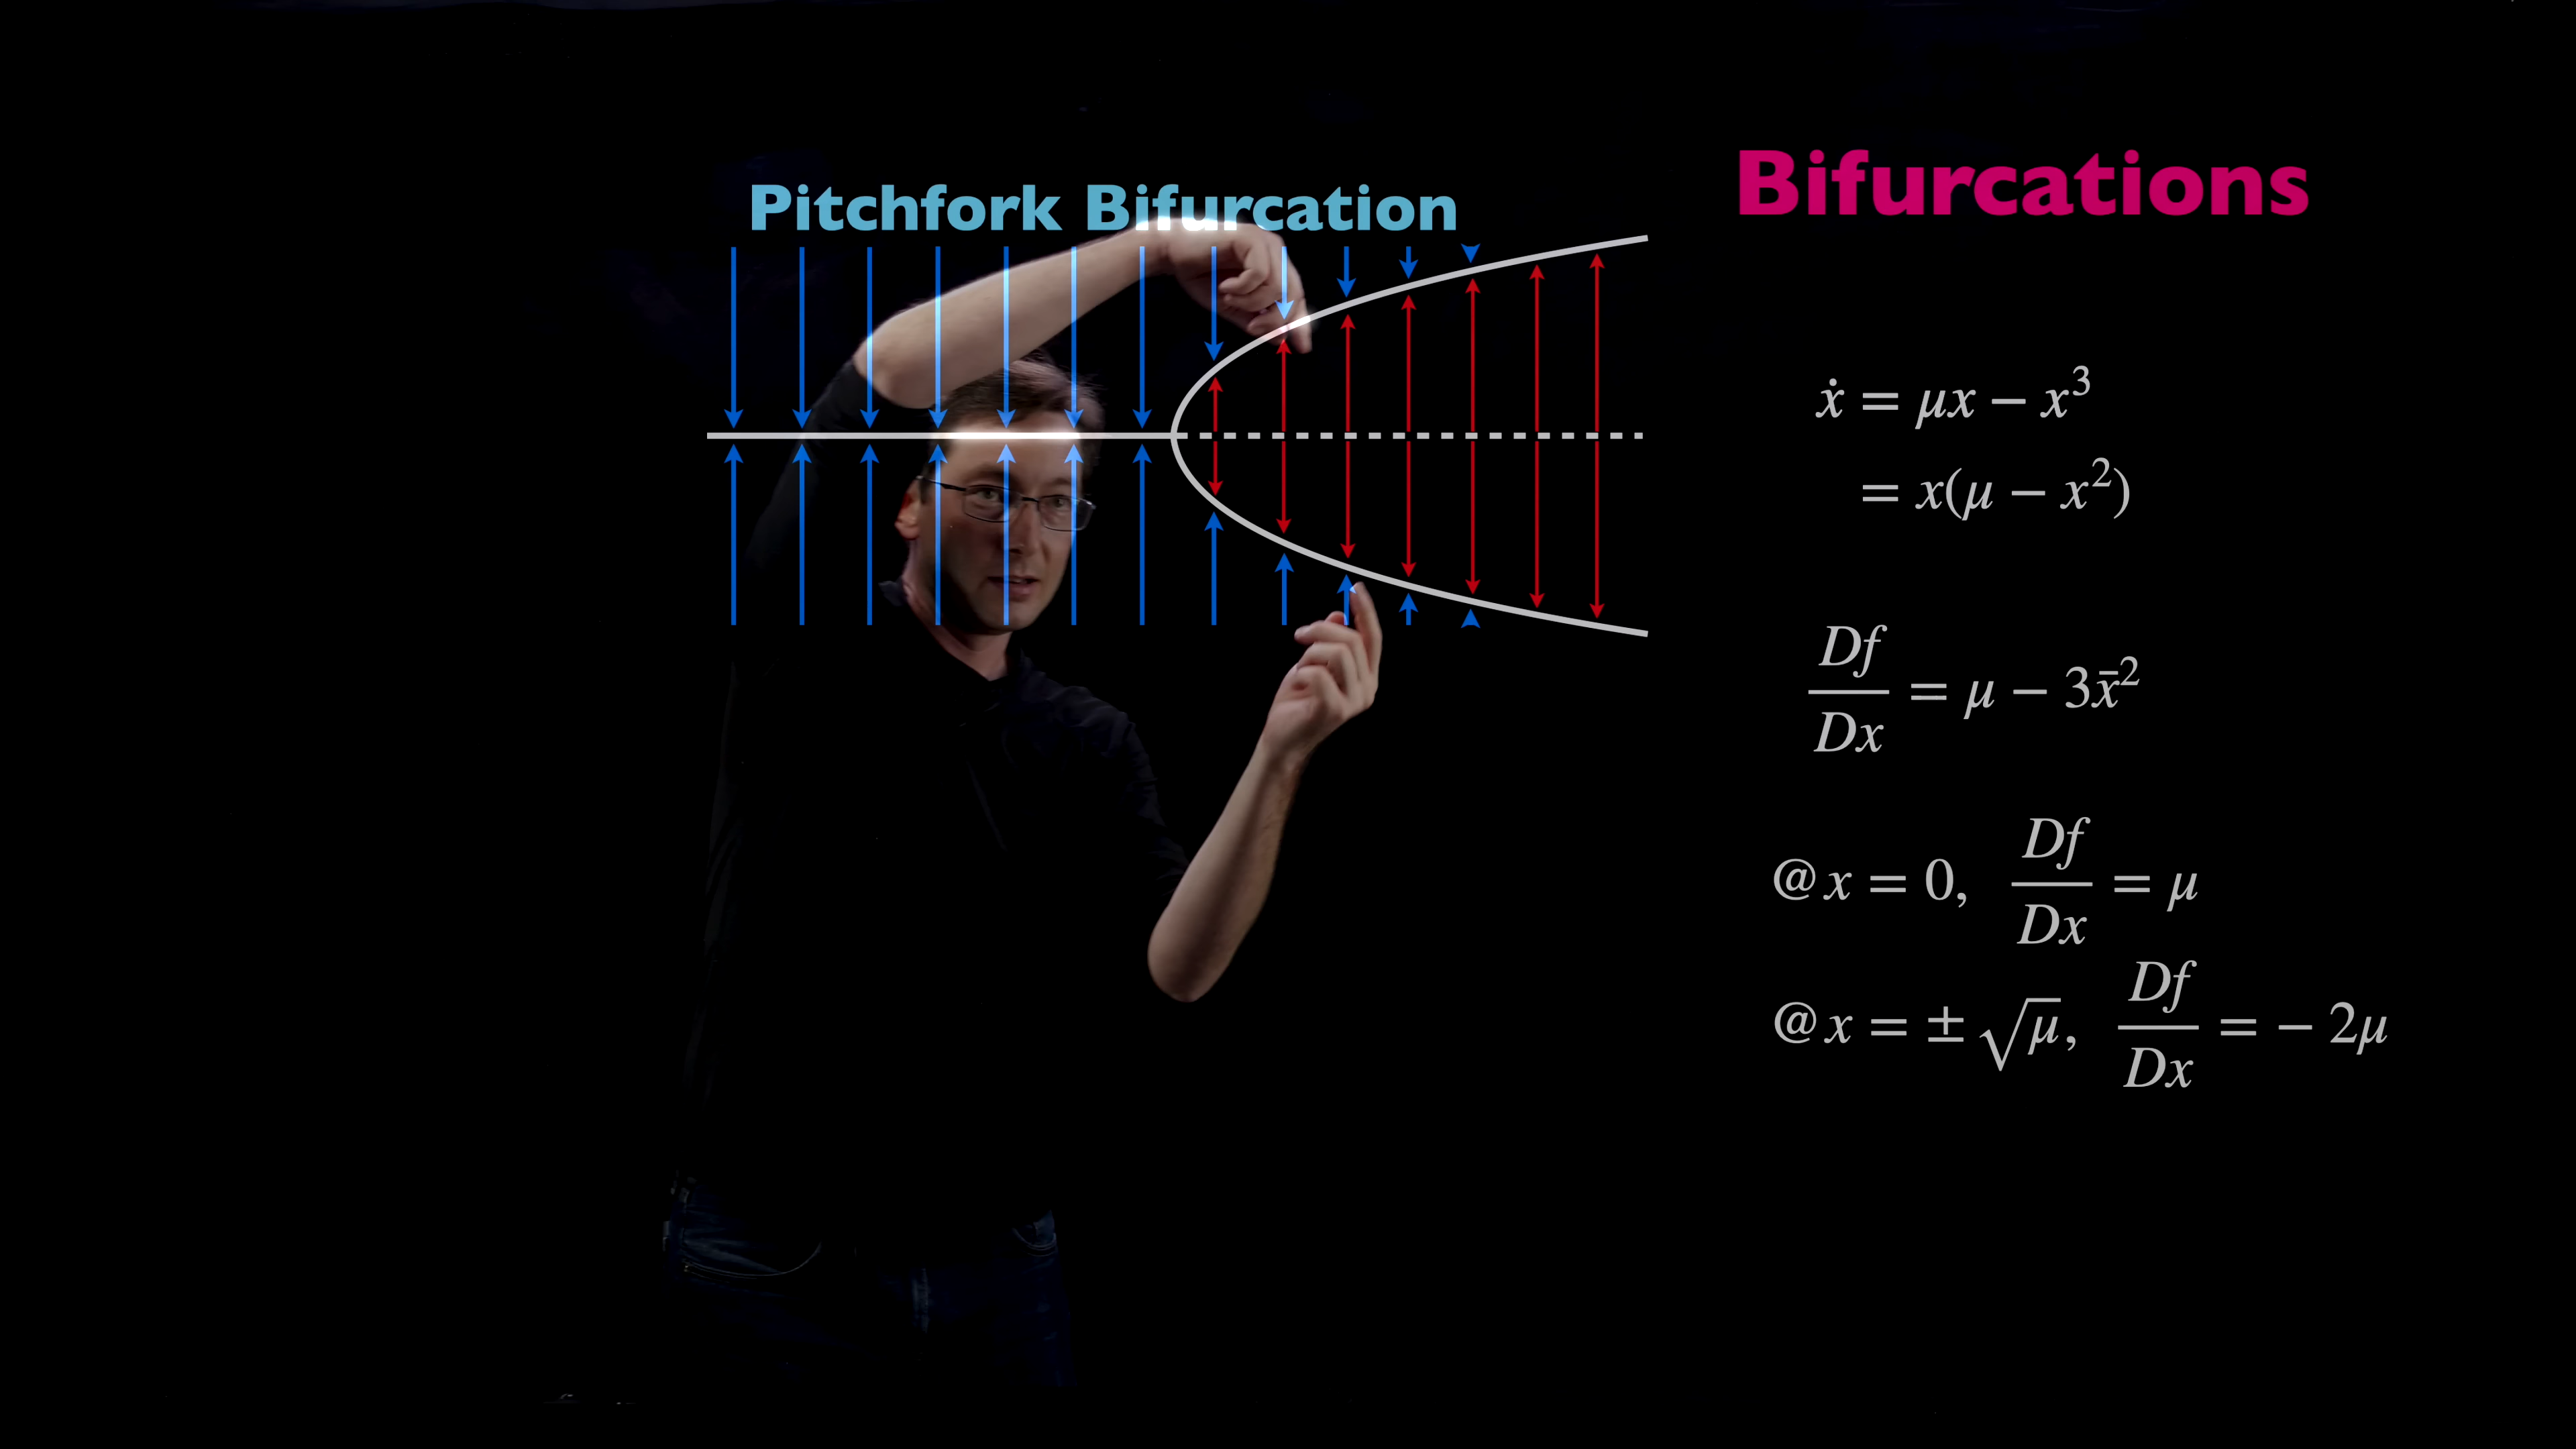 Pitchfork Bifurcation
Bifurcations
ẋ = μx − x³
= x(μ − x²)
Df/Dx = μ − 3x̄²
@ x = 0, Df/Dx = μ
@ x = ± √μ, Df/Dx = − 2μ